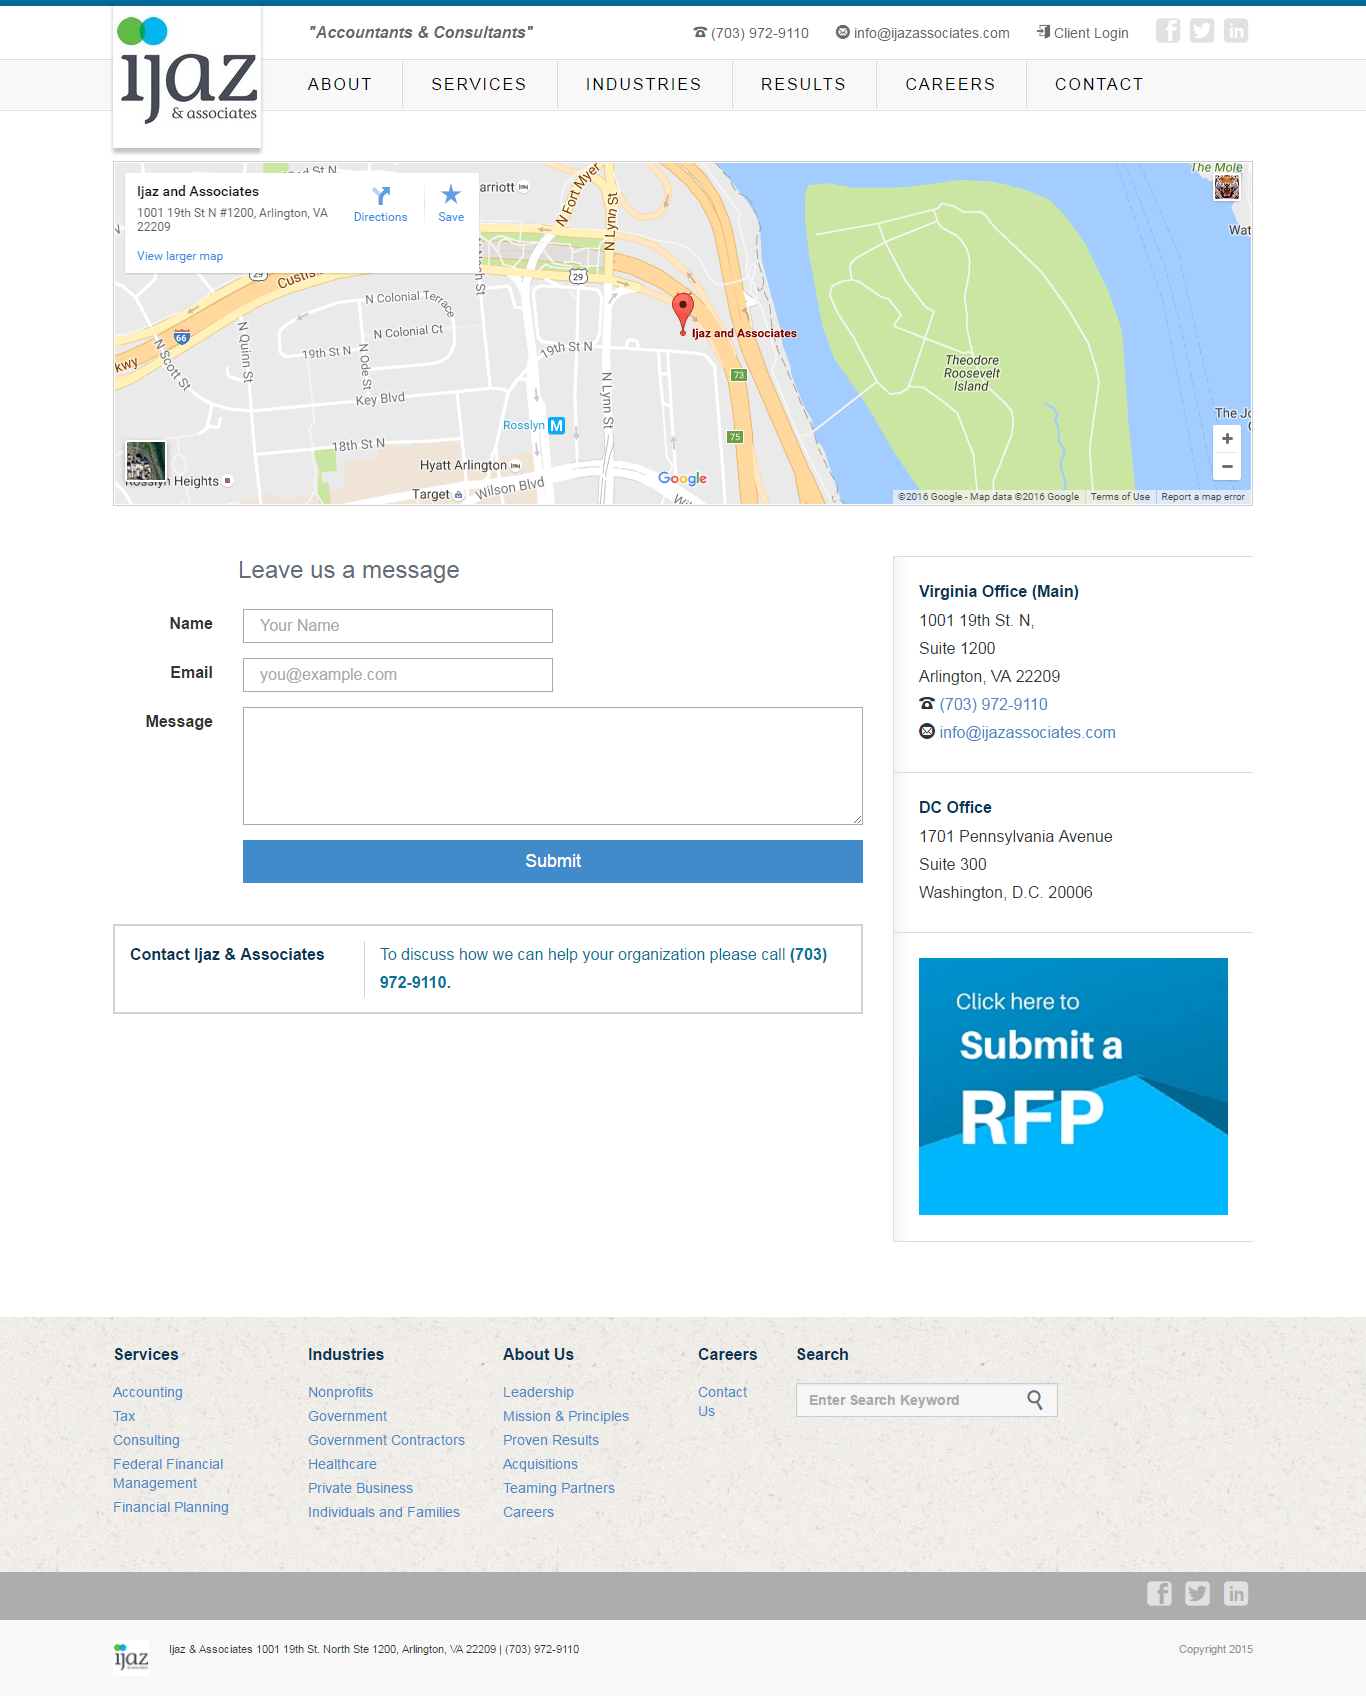 "Accountants & Consultants"
(703) 972-9110
info@ijazassociates.com
Client Login
ijaz
& associates
ABOUT
SERVICES
INDUSTRIES
RESULTS
CAREERS
CONTACT
Ijaz and Associates
1001 19th St N #1200, Arlington, VA
22209
View larger map
Directions
Save
arriott
N Fort Myer
N Lynn St
29
29
Custis
N Colonial Terrace
N Colonial Ct
66
N Quinn St
N Scott St
19th St N
N Ode St
Key Blvd
kwy
18th St N
19th St N
N Lynn St
Rosslyn
M
Hyatt Arlington
Target
Wilson Blvd
Heights
Ijaz and Associates
73
75
Theodore
Roosevelt
Island
The Mole
Wat
The Jo
Google
©2016 Google - Map data ©2016 Google
Terms of Use
Report a map error
Leave us a message
Name
Your Name
Email
you@example.com
Message
Submit
Contact Ijaz & Associates
To discuss how we can help your organization please call (703)
972-9110.
Virginia Office (Main)
1001 19th St. N,
Suite 1200
Arlington, VA 22209
(703) 972-9110
info@ijazassociates.com
DC Office
1701 Pennsylvania Avenue
Suite 300
Washington, D.C. 20006
Click here to
Submit a
RFP
Services
Accounting
Tax
Consulting
Federal Financial
Management
Financial Planning
Industries
Nonprofits
Government
Government Contractors
Healthcare
Private Business
Individuals and Families
About Us
Leadership
Mission & Principles
Proven Results
Acquisitions
Teaming Partners
Careers
Careers
Contact
Us
Search
Enter Search Keyword
ijaz
Ijaz & Associates 1001 19th St. North Ste 1200, Arlington, VA 22209 | (703) 972-9110
Copyright 2015